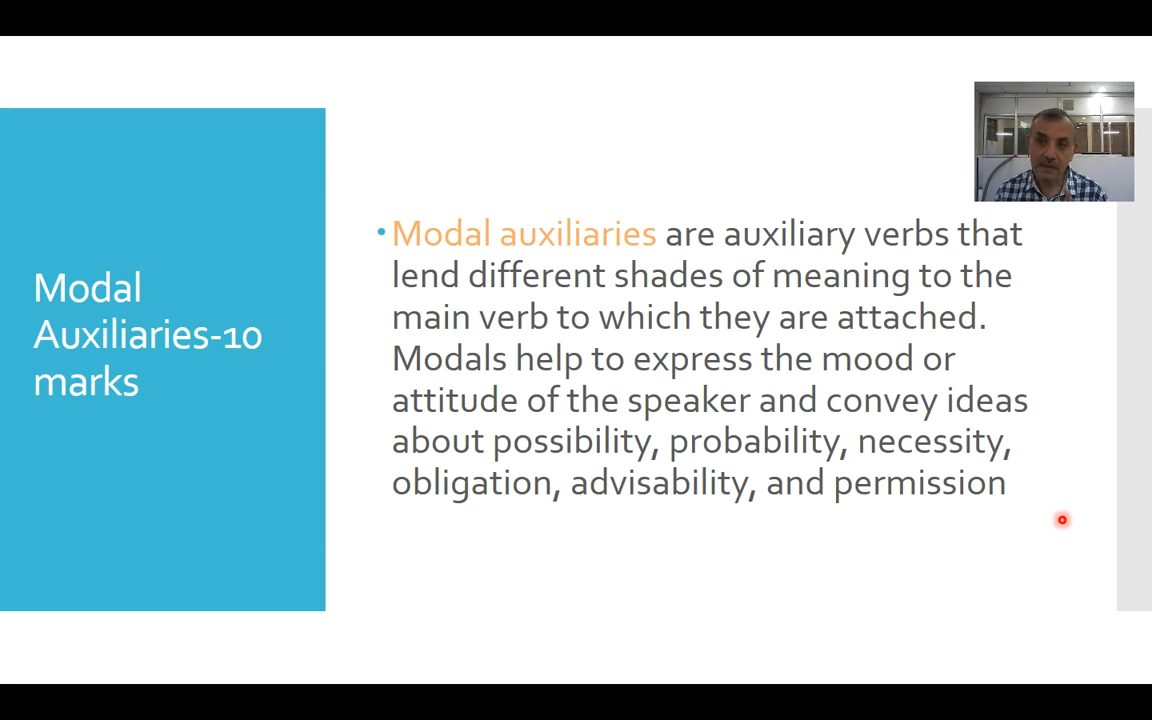 Modal
Auxiliaries-10
marks
• Modal auxiliaries are auxiliary verbs that
lend different shades of meaning to the
main verb to which they are attached.
Modals help to express the mood or
attitude of the speaker and convey ideas
about possibility, probability, necessity,
obligation, advisability, and permission